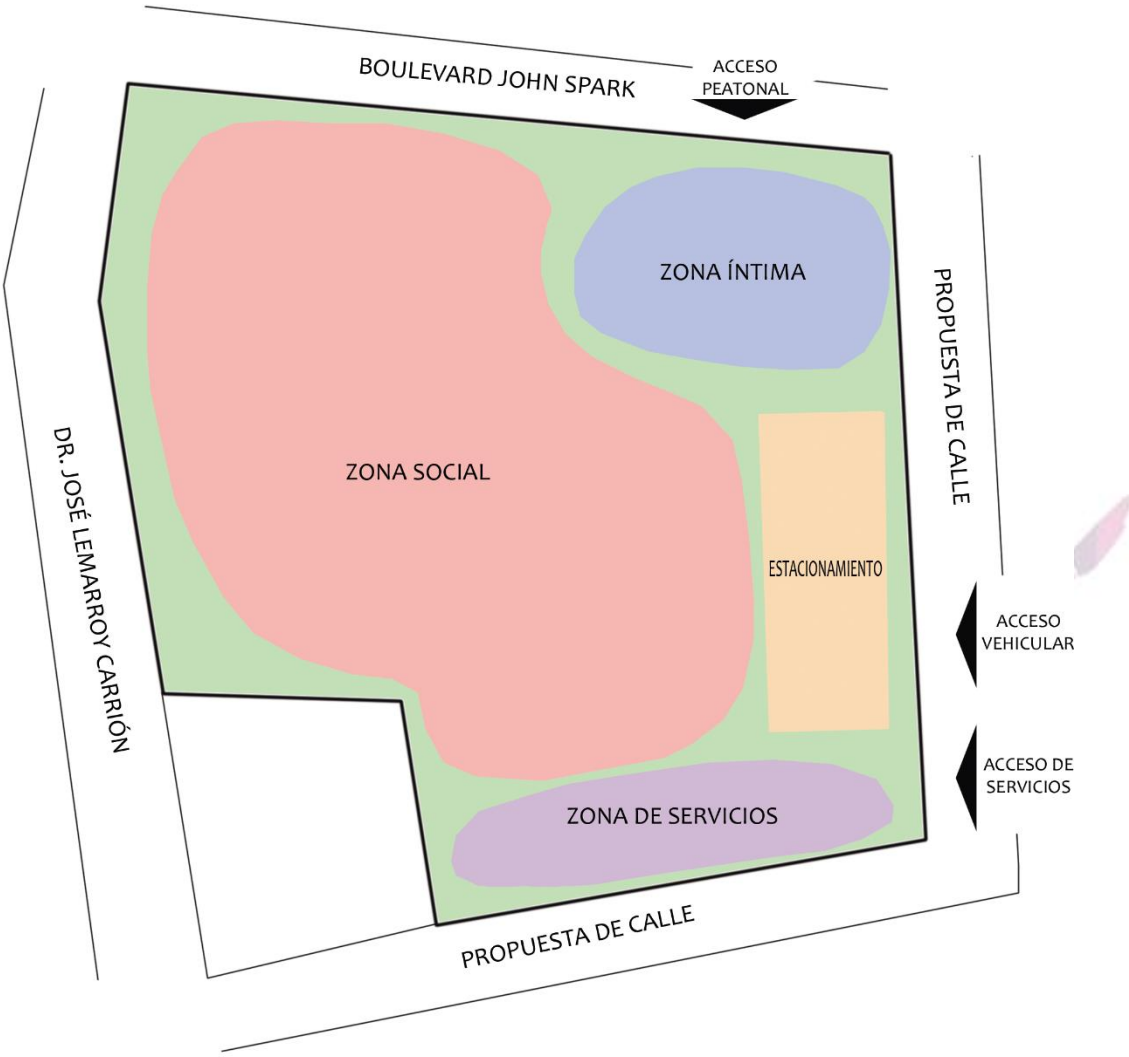 BOULEVARD JOHN SPARK
ACCESO
PEATONAL
ZONA ÍNTIMA
PROPUESTA DE CALLE
DR. JOSÉ LEMARROY CARRIÓN
ZONA SOCIAL
ESTACIONAMIENTO
ACCESO
VEHICULAR
ACCESO DE
SERVICIOS
ZONA DE SERVICIOS
PROPUESTA DE CALLE